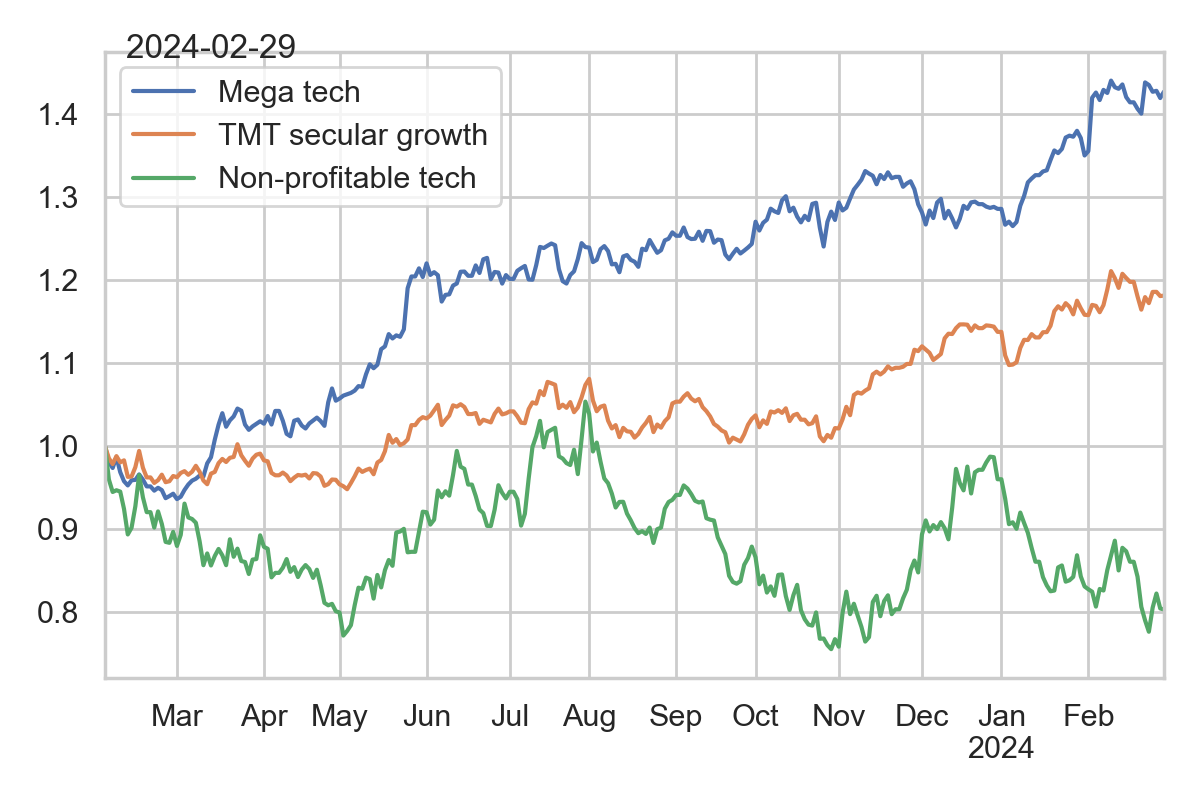 2024-02-29
Mega tech
TMT secular growth
Non-profitable tech
1.4
1.3
1.2
1.1
1.0
0.9
0.8
Mar Apr May Jun Jul Aug Sep Oct Nov Dec Jan Feb
2024